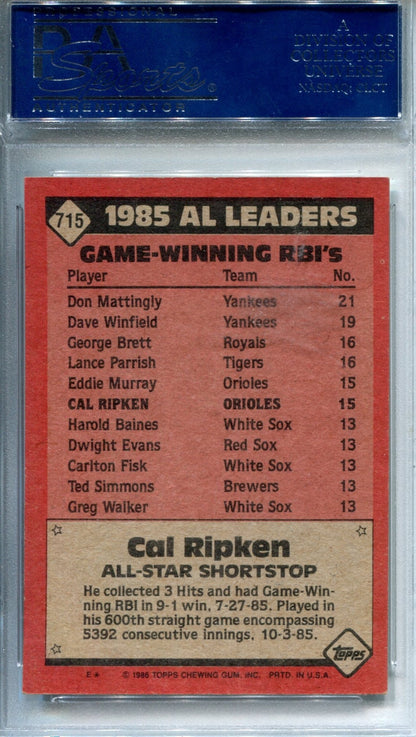 PROFESSIONAL
PSA
Sports
®
AUTHENTICATOR
A
DIVISION OF
COLLECTORS
UNIVERSE
NASDAQ: CLCT
715
1985 AL LEADERS
GAME-WINNING RBI's
Player Team No.
Don Mattingly Yankees 21
Dave Winfield Yankees 19
George Brett Royals 16
Lance Parrish Tigers 16
Eddie Murray Orioles 15
CAL RIPKEN ORIOLES 15
Harold Baines White Sox 13
Dwight Evans Red Sox 13
Carlton Fisk White Sox 13
Ted Simmons Brewers 13
Greg Walker White Sox 13
Cal Ripken
ALL-STAR SHORTSTOP
He collected 3 Hits and had Game-Win-
ning RBI in 9-1 win, 7-27-85. Played in
his 600th straight game encompassing
5392 consecutive innings, 10-3-85.
topps
E* © 1986 TOPPS CHEWING GUM, INC. PRTD. IN U.S.A.